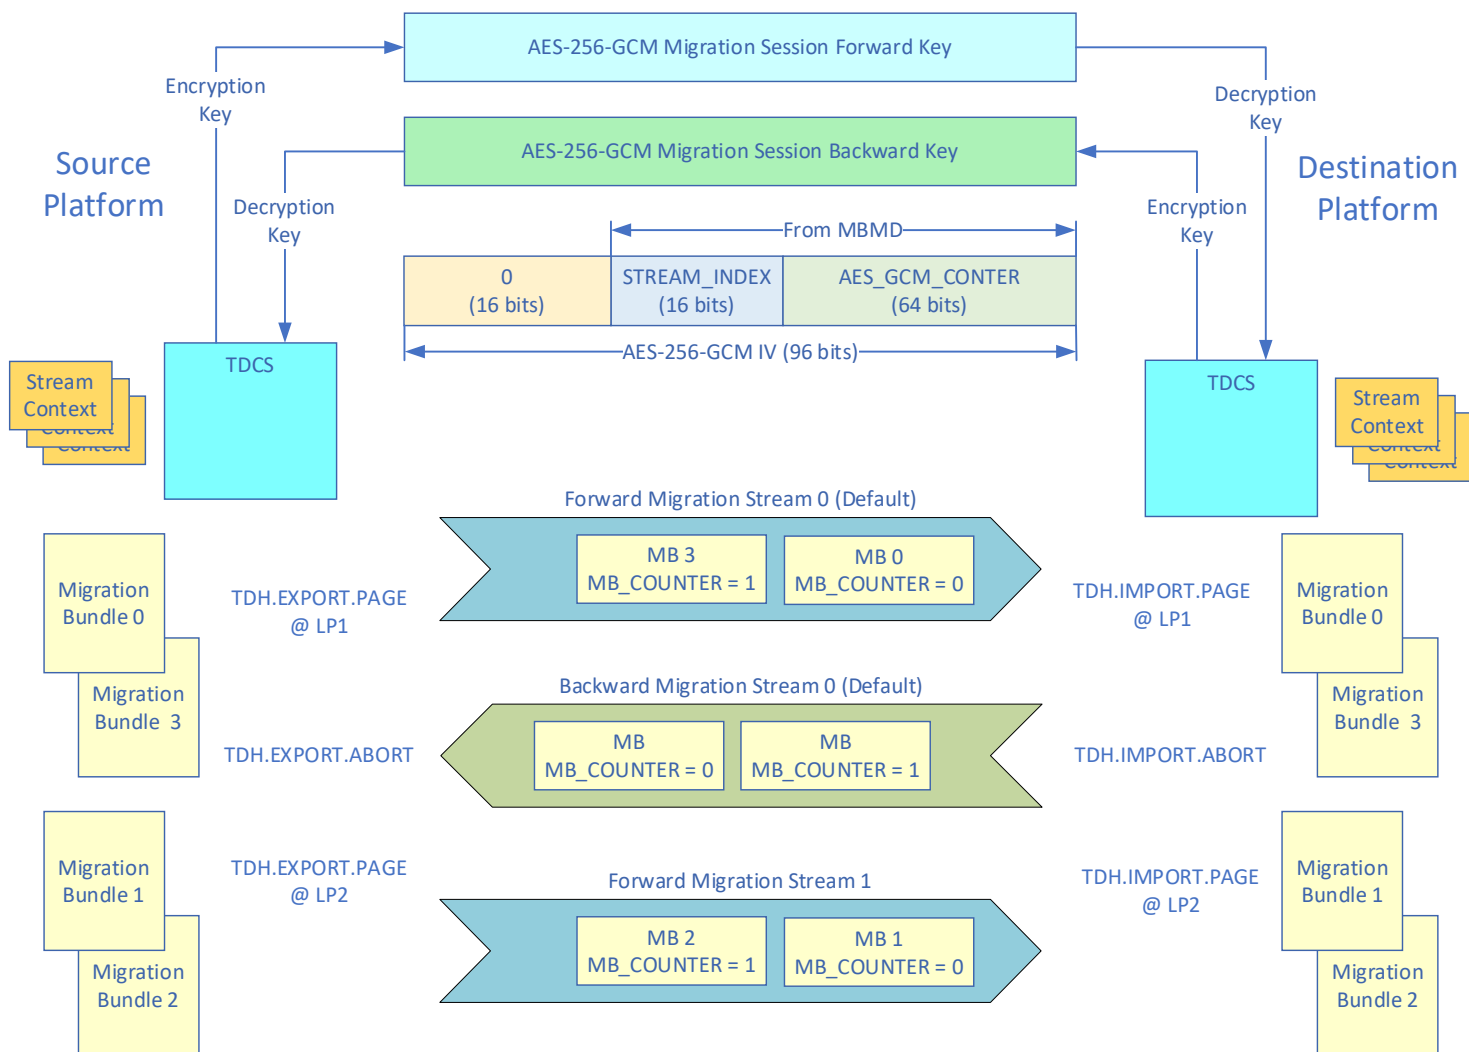 AES-256-GCM Migration Session Forward Key
Encryption
Key
Decryption
Key
AES-256-GCM Migration Session Backward Key
Source
Platform
Destination
Platform
Decryption
Key
Encryption
Key
From MBMD
0
(16 bits)
STREAM_INDEX
(16 bits)
AES_GCM_CONTER
(64 bits)
AES-256-GCM IV (96 bits)
TDCS
TDCS
Stream
Context
Context
Context
Stream
Context
Context
Context
Forward Migration Stream 0 (Default)
MB 3
MB_COUNTER = 1
MB 0
MB_COUNTER = 0
Migration
Bundle 0
TDH.EXPORT.PAGE
@ LP1
TDH.IMPORT.PAGE
@ LP1
Migration
Bundle 0
Migration
Bundle 3
Backward Migration Stream 0 (Default)
Migration
Bundle 3
TDH.EXPORT.ABORT
MB
MB_COUNTER = 0
MB
MB_COUNTER = 1
TDH.IMPORT.ABORT
Migration
Bundle 1
TDH.EXPORT.PAGE
@ LP2
Forward Migration Stream 1
TDH.IMPORT.PAGE
@ LP2
Migration
Bundle 1
MB 2
MB_COUNTER = 1
MB 1
MB_COUNTER = 0
Migration
Bundle 2
Migration
Bundle 2